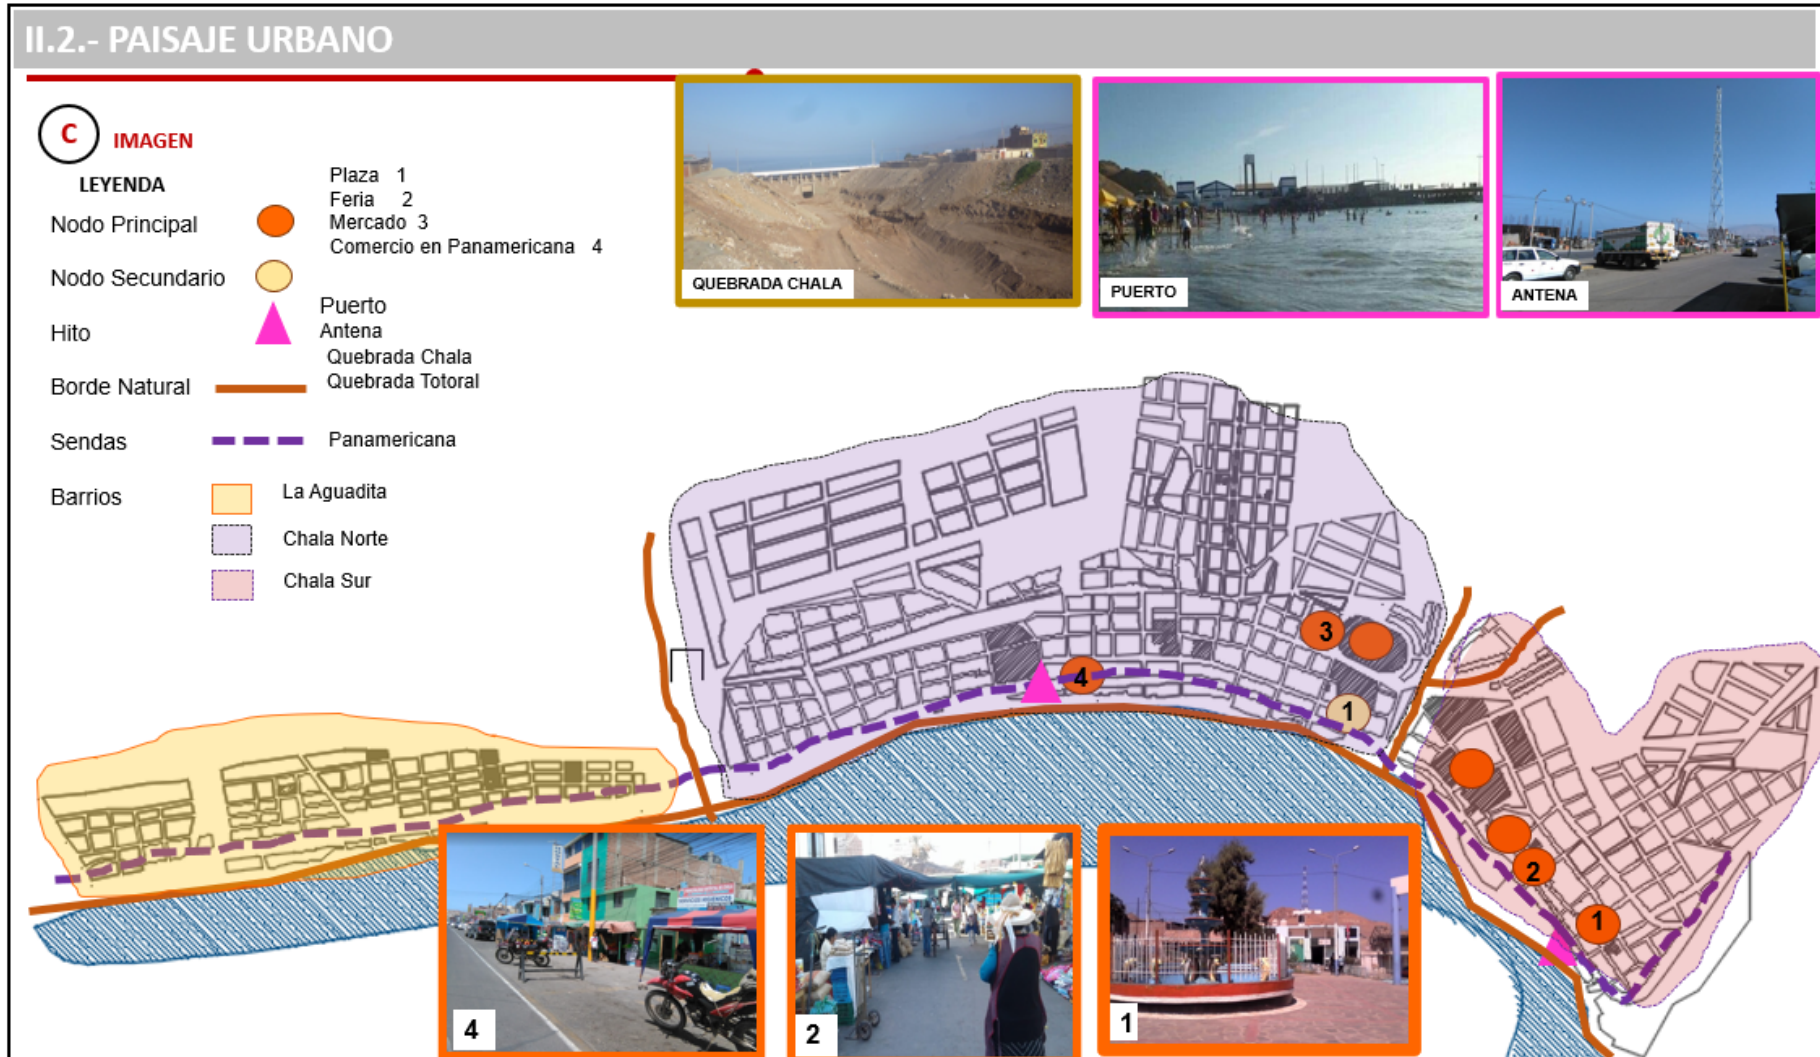 II.2.- PAISAJE URBANO
C IMAGEN
LEYENDA
Nodo Principal
Plaza 1
Feria 2
Mercado 3
Comercio en Panamericana 4
Nodo Secundario
Hito
Puerto
Antena
Quebrada Chala
Quebrada Totoral
Borde Natural
Sendas
Panamericana
Barrios
La Aguadita
Chala Norte
Chala Sur
QUEBRADA CHALA
PUERTO
ANTENA
3
4
1
2
1
4
2
1